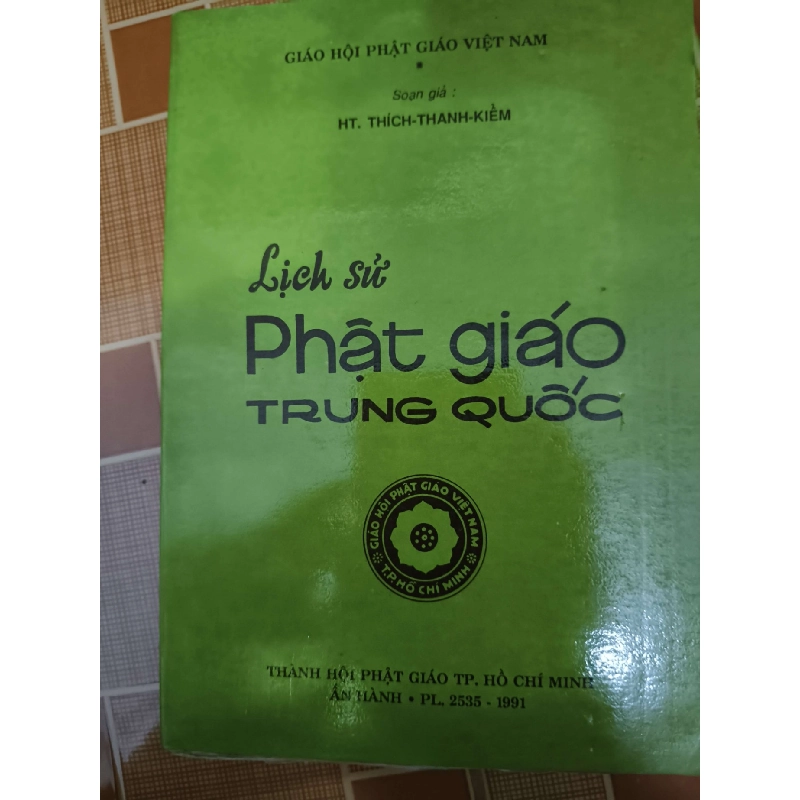 GIÁO HỘI PHẬT GIÁO VIỆT NAM
*
Soạn giả :
HT. THÍCH-THANH-KIỂM
Lịch sử
Phật giáo
TRUNG QUỐC
GIÁO HỘI PHẬT GIÁO VIỆT NAM
T.P. HỒ CHÍ MINH
THÀNH HỘI PHẬT GIÁO TP. HỒ CHÍ MINH
ẤN HÀNH • PL. 2535 - 1991